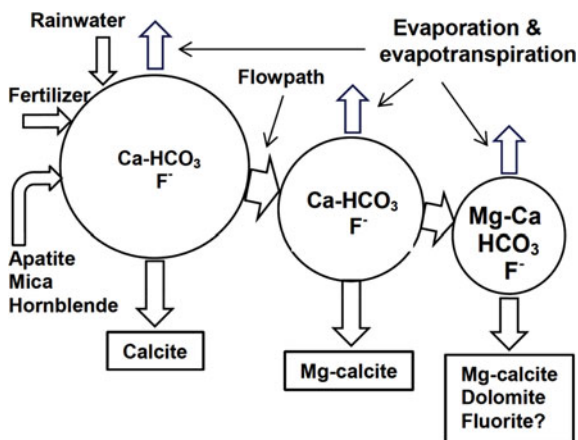 Rainwater
Evaporation &
evapotranspiration
Flowpath
Fertilizer
Ca-HCO₃
F⁻
Ca-HCO₃
F⁻
Mg-Ca
HCO₃
F⁻
Apatite
Mica
Hornblende
Calcite
Mg-calcite
Mg-calcite
Dolomite
Fluorite?